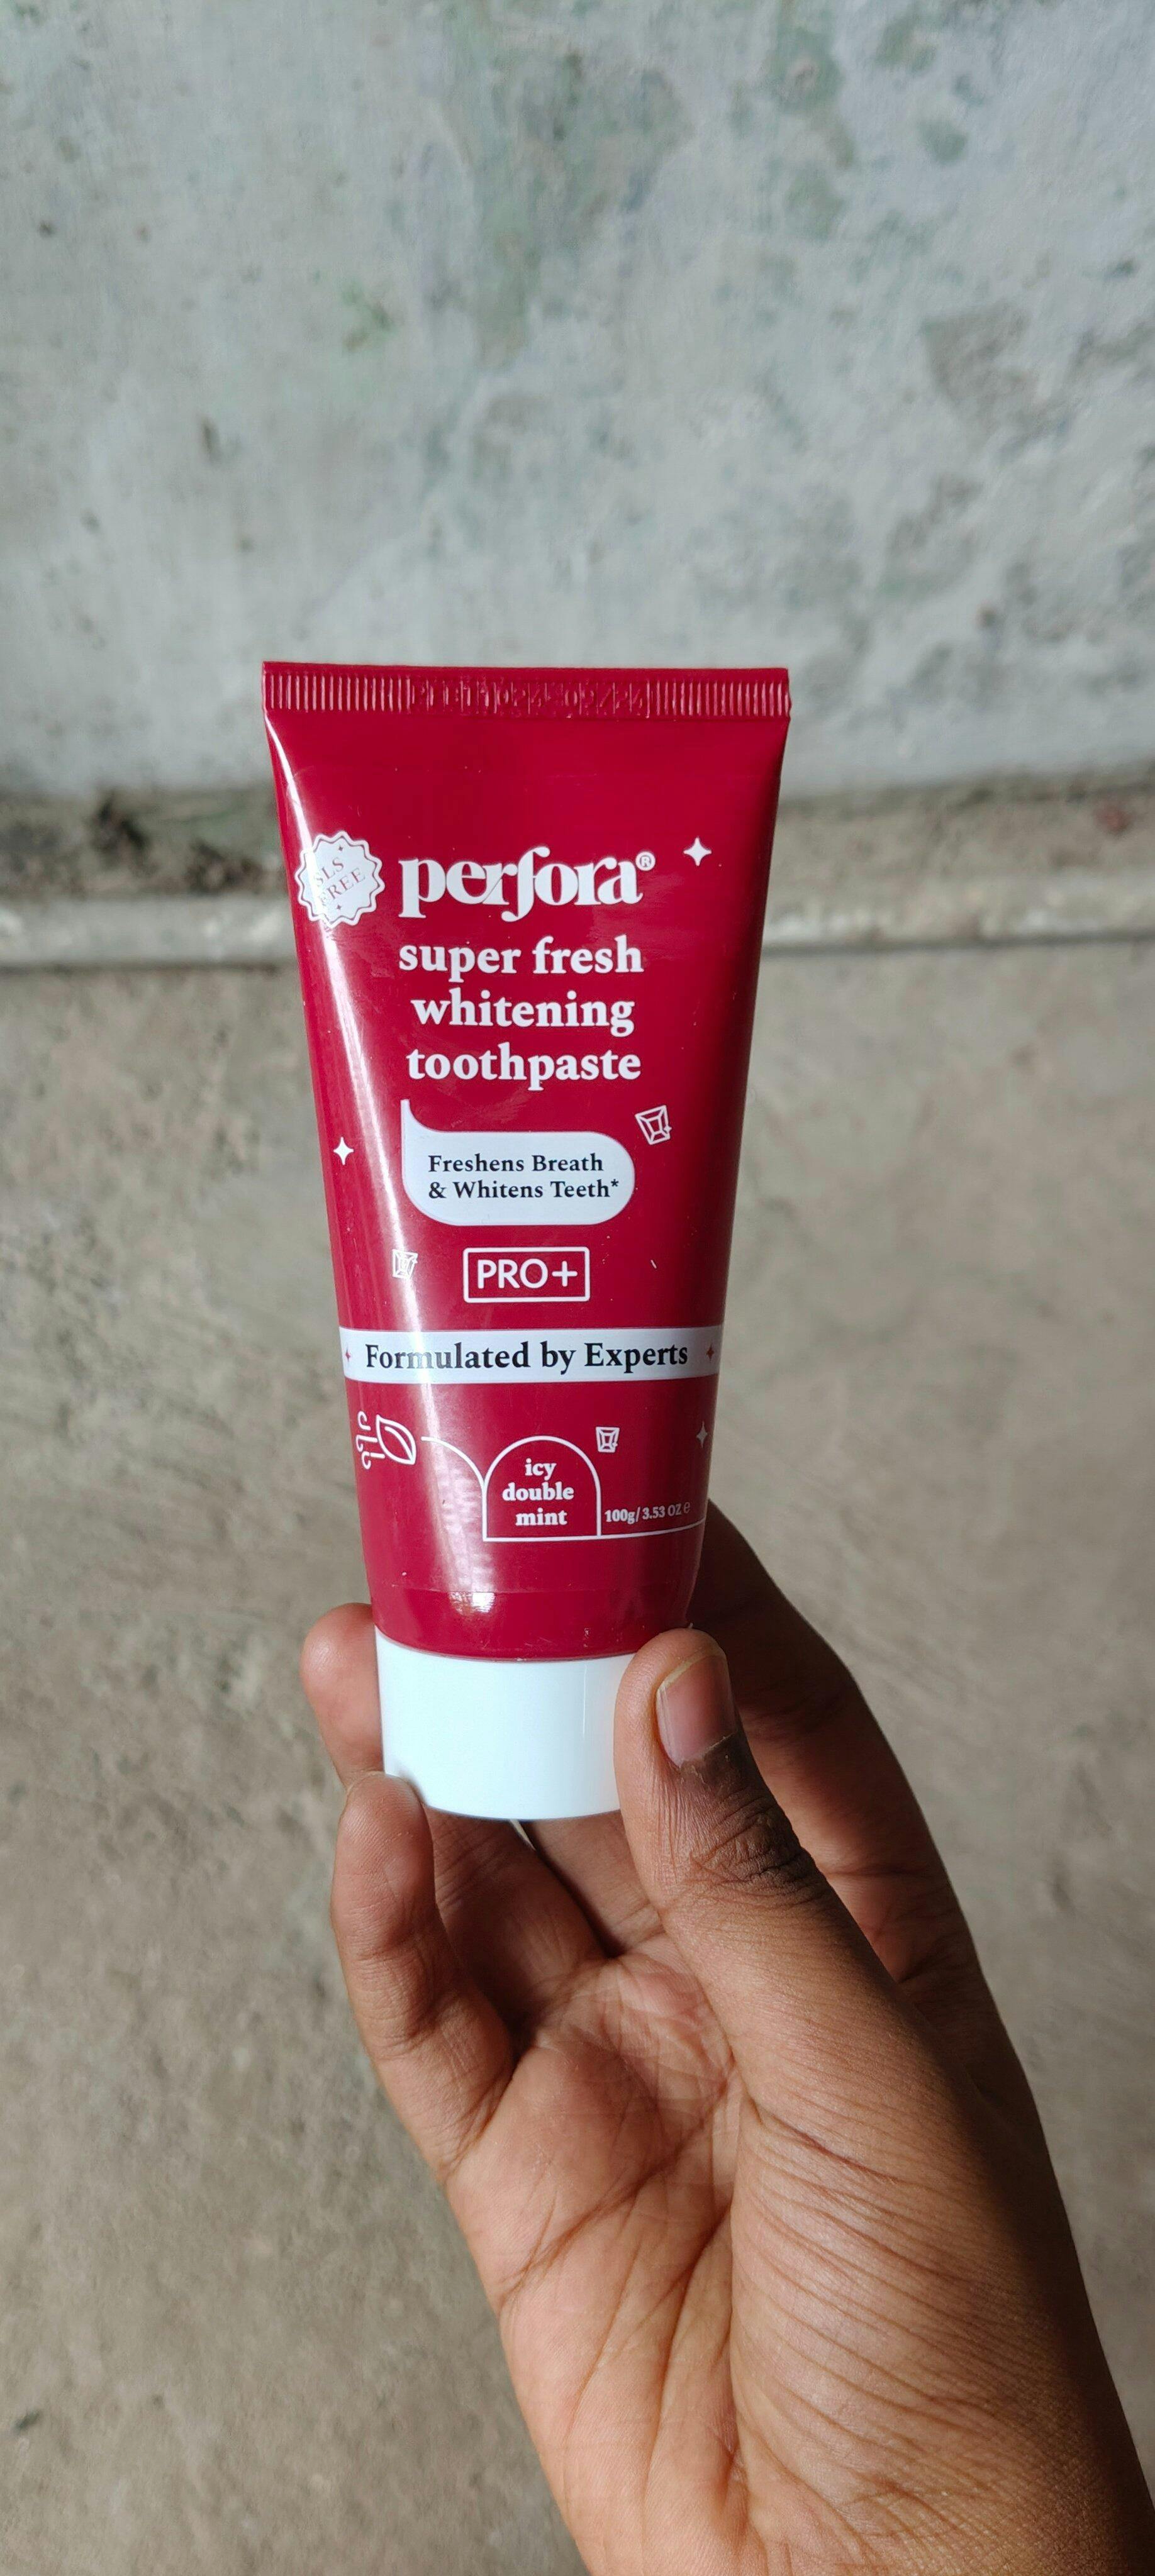 SLS
FREE
perfora®
super fresh
whitening
toothpaste
Freshens Breath
& Whitens Teeth*
PRO+
Formulated by Experts
icy
double
mint
100g/ 3.53 OZ e